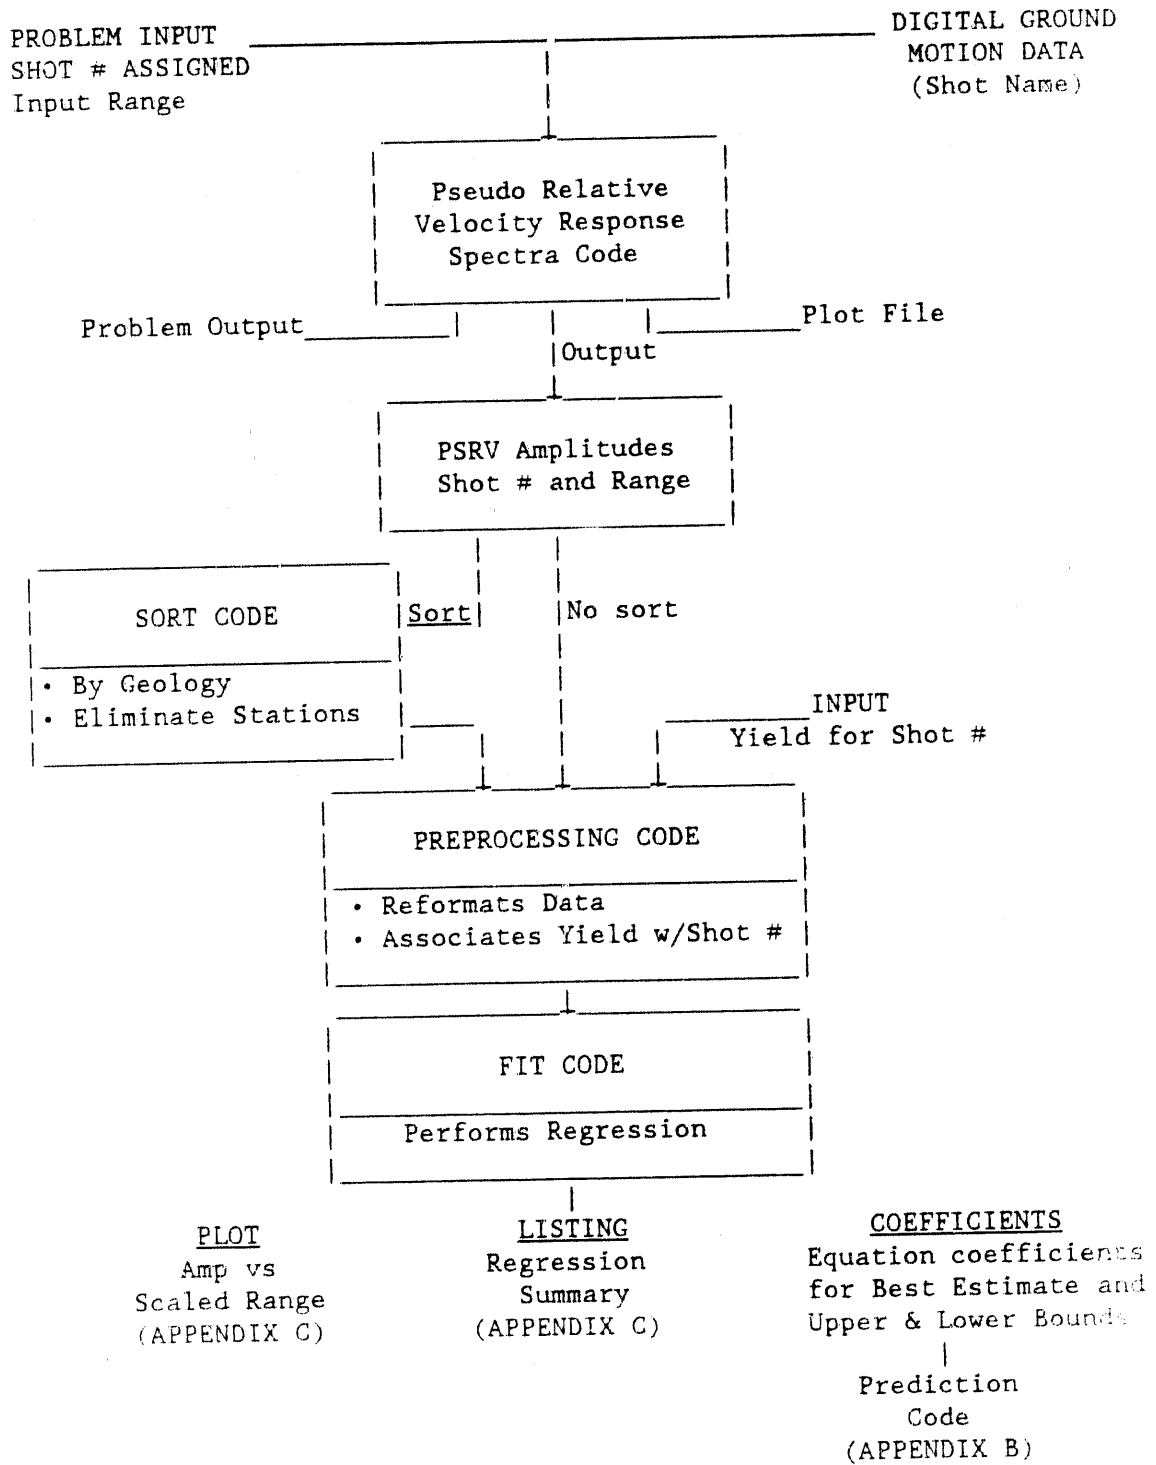 PROBLEM INPUT
SHOT # ASSIGNED
Input Range
DIGITAL GROUND
MOTION DATA
(Shot Name)
Pseudo Relative
Velocity Response
Spectra Code
Problem Output
Plot File
Output
PSRV Amplitudes
Shot # and Range
SORT CODE
• By Geology
• Eliminate Stations
Sort
No sort
INPUT
Yield for Shot #
PREPROCESSING CODE
• Reformats Data
• Associates Yield w/Shot #
FIT CODE
Performs Regression
PLOT
Amp vs
Scaled Range
(APPENDIX C)
LISTING
Regression
Summary
(APPENDIX C)
COEFFICIENTS
Equation coefficients
for Best Estimate and
Upper & Lower Bounds
Prediction
Code
(APPENDIX B)